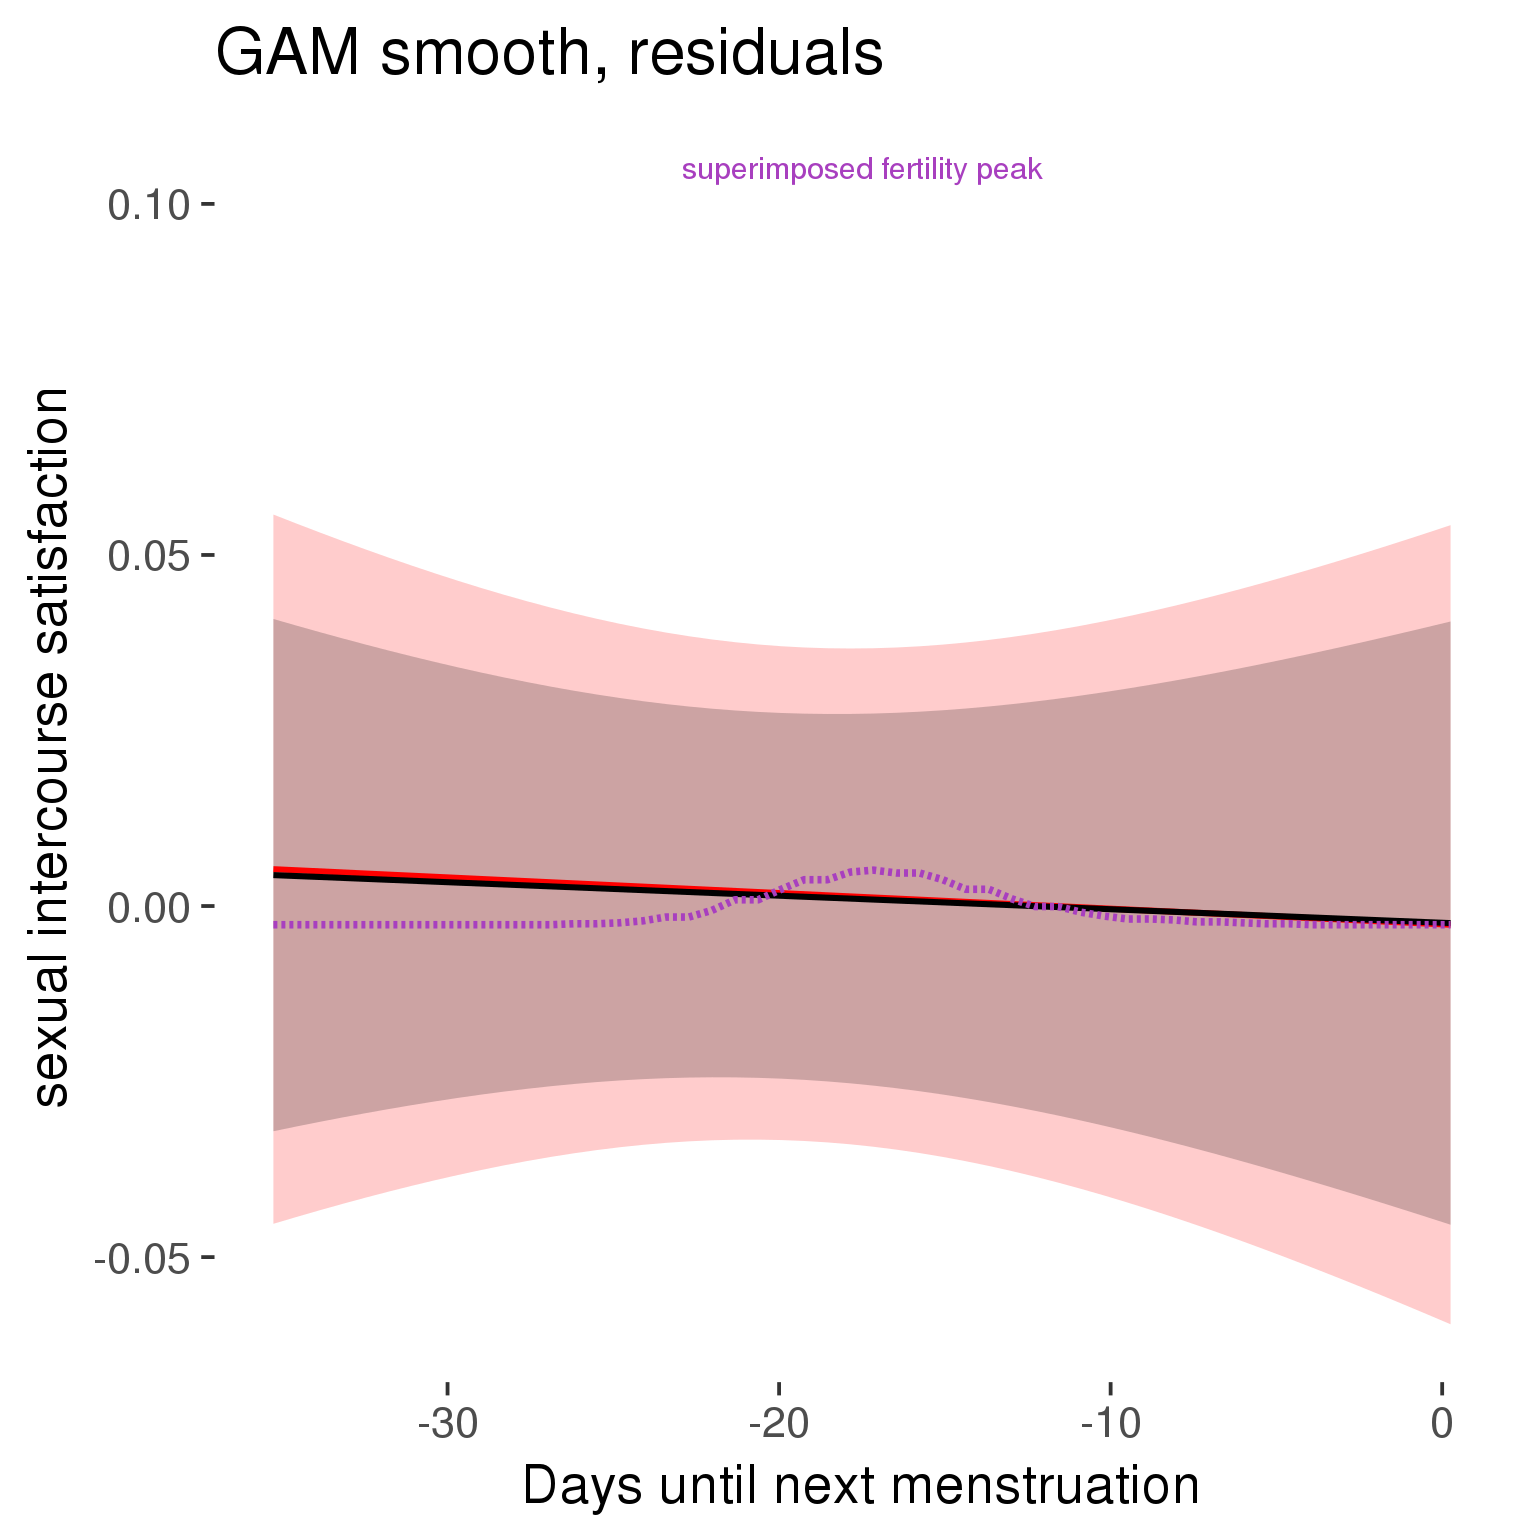 GAM smooth, residuals
superimposed fertility peak
0.10
0.05
0.00
-0.05
sexual intercourse satisfaction
-30 -20 -10 0
Days until next menstruation